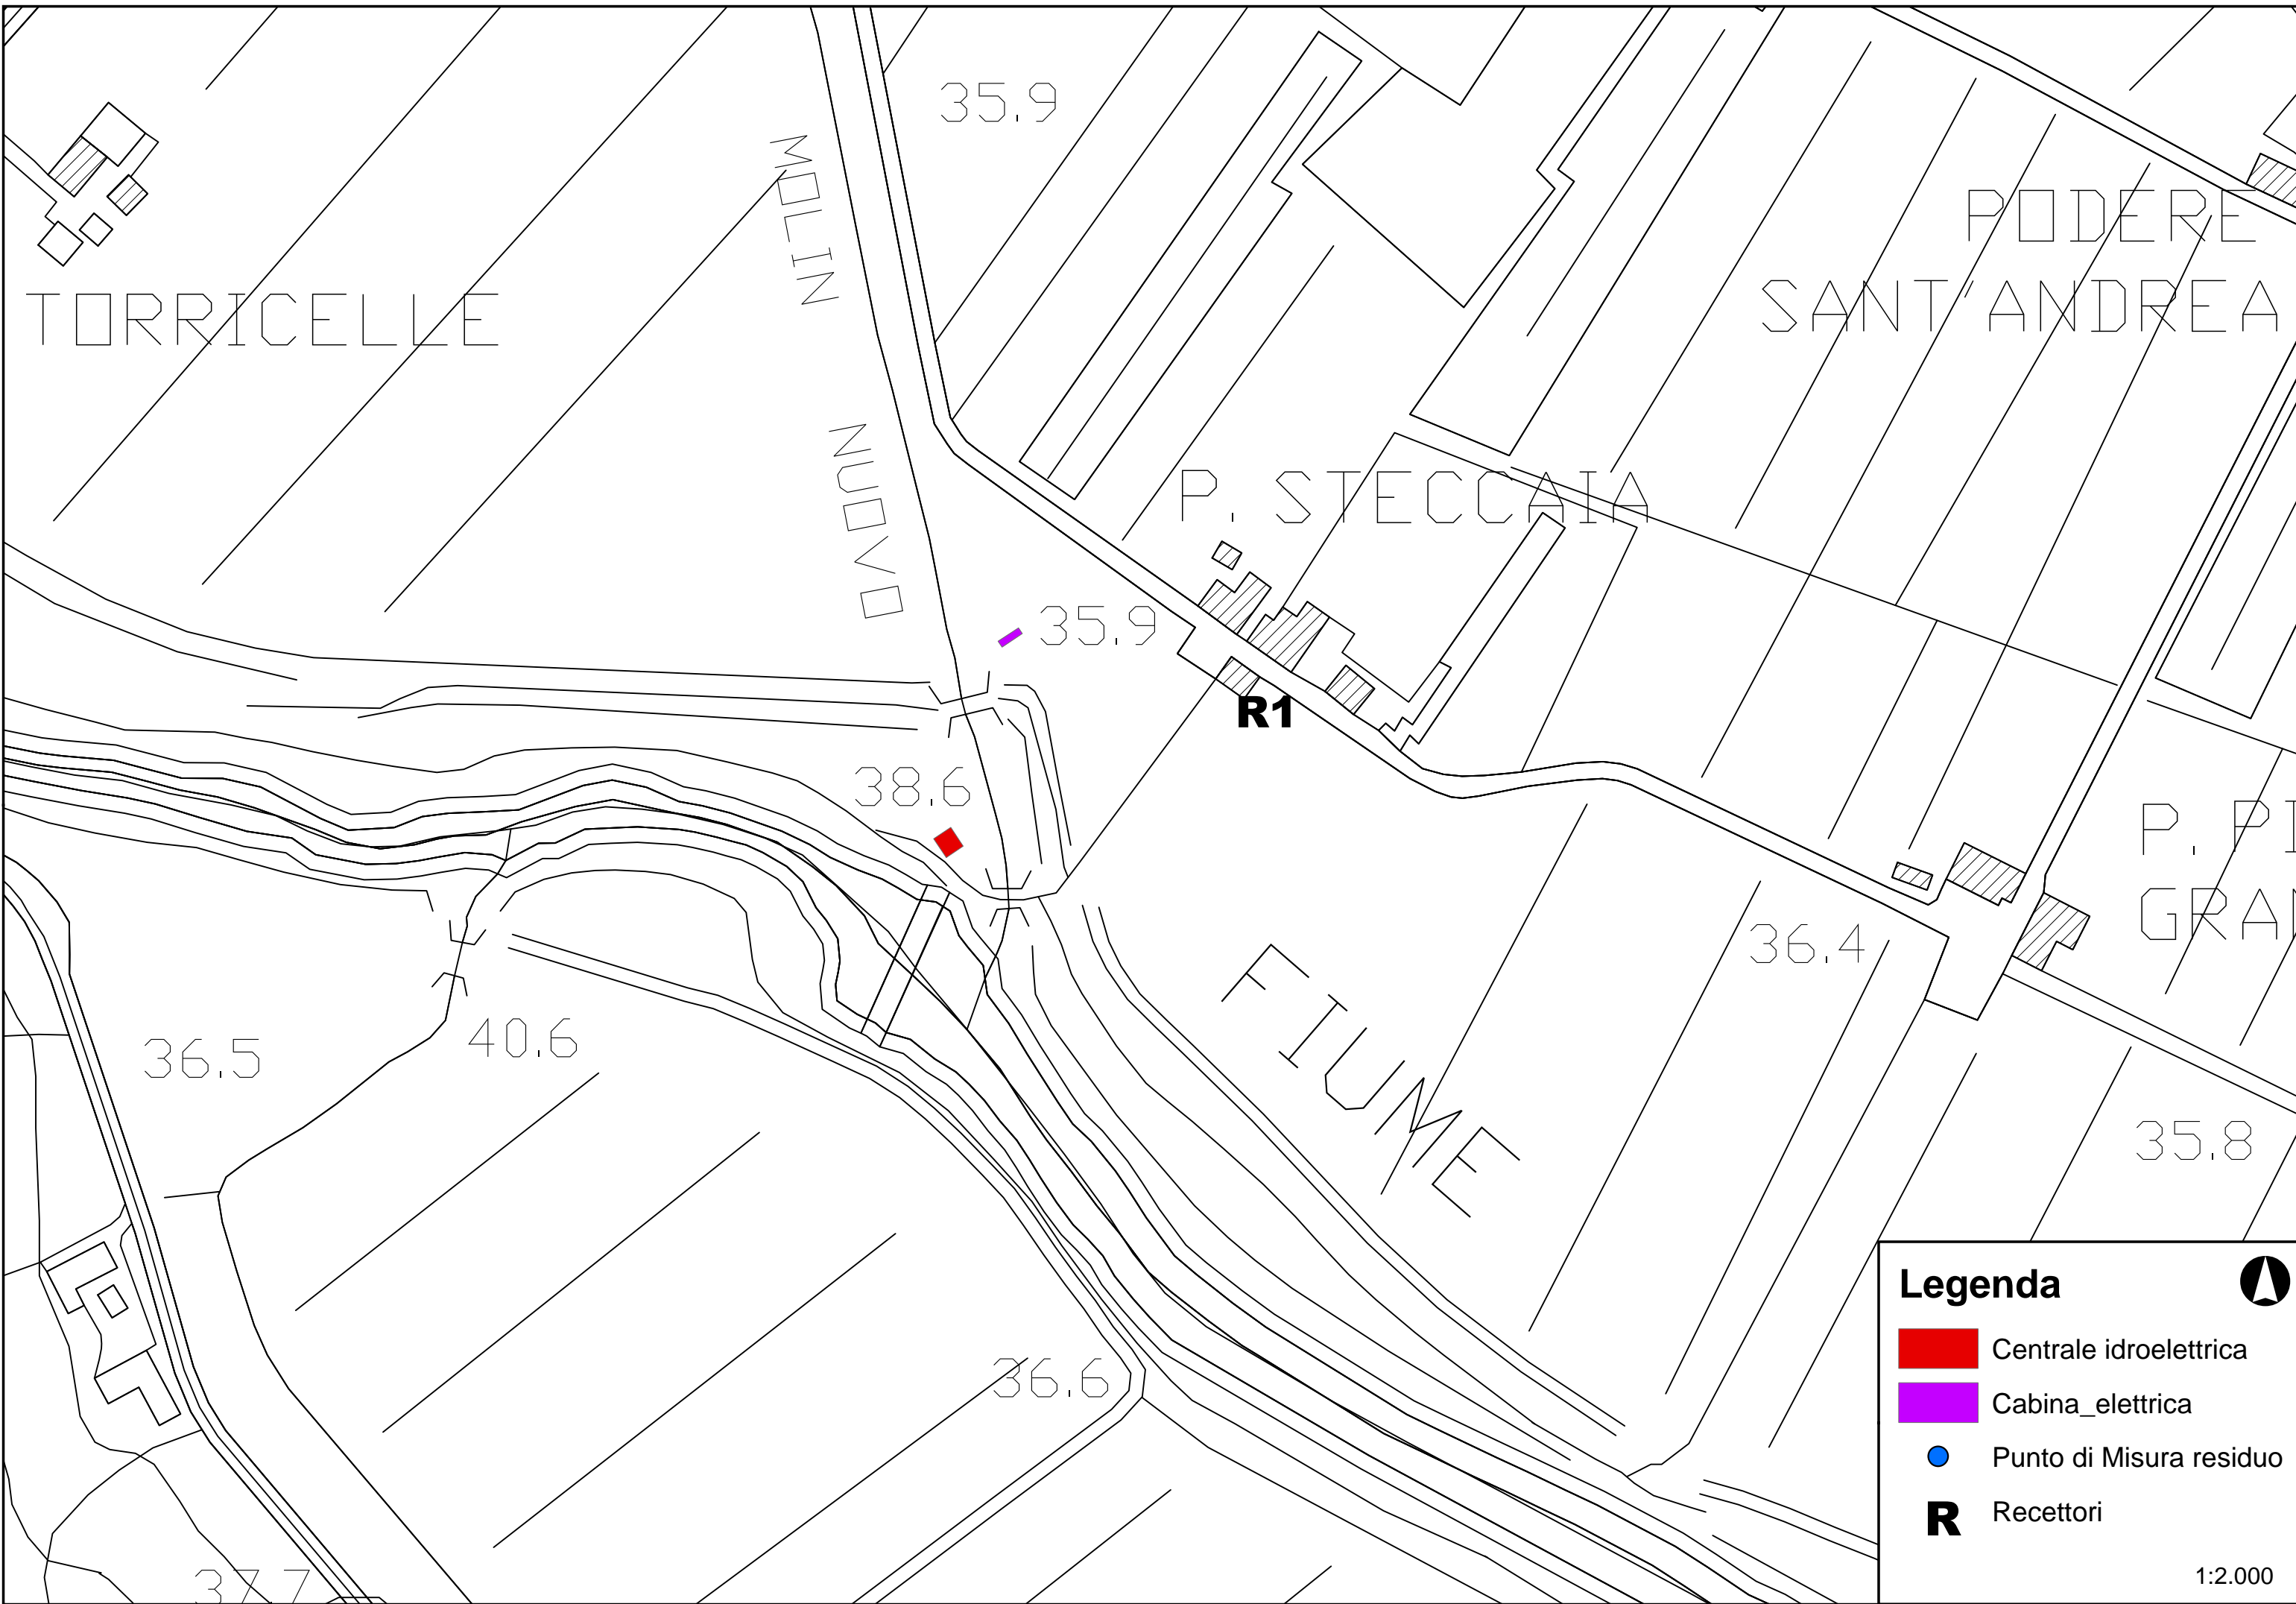 35.9
MOLIN
PODERE
SANT'ANDREA
TORRICELLE
NUOVO
P. STECCAIA
35.9
R1
38.6
P. PI
GRAN
36.4
FIUME
36.5
40.6
35.8
36.6
37.7
Legenda
Centrale idroelettrica
Cabina_elettrica
Punto di Misura residuo
R Recettori
1:2.000